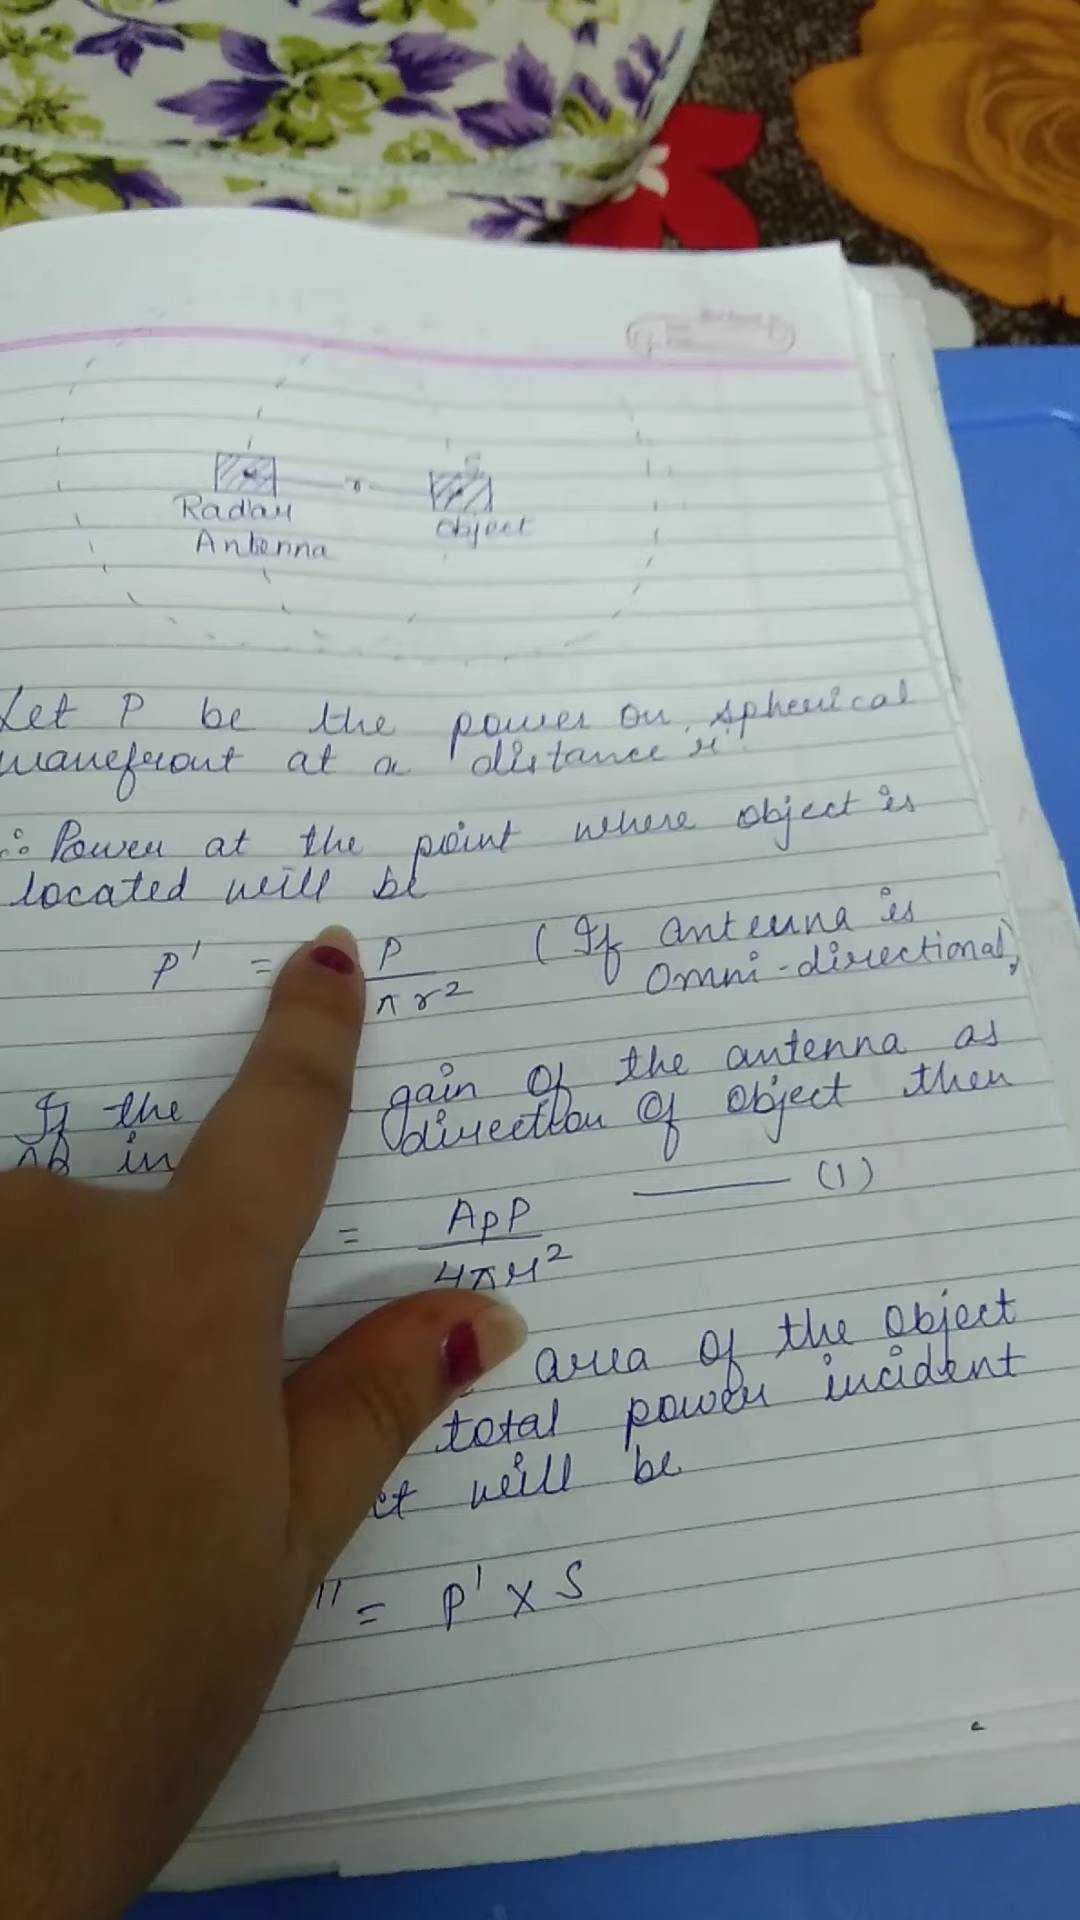 S
r
Radar
Object
Antenna
Let P be the power on spherical
wavefront at a distance 'r'
∴ Power at the point where object is
located will be
P' = P / πr² (If antenna is
Omni-directional)
If the gain of the antenna as
in direction of object then
= ApP / 4πr² ——— (1)
area of the object
total power incident
will be
'' = P' × S